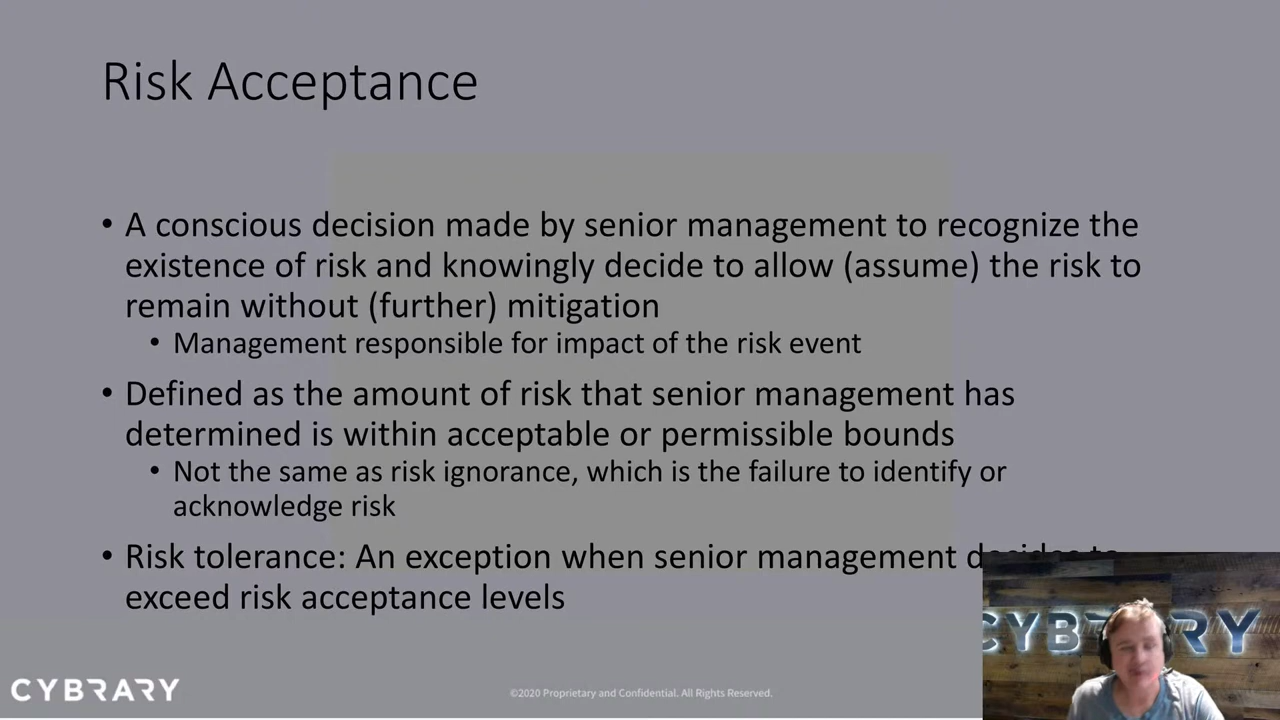 Risk Acceptance
• A conscious decision made by senior management to recognize the
existence of risk and knowingly decide to allow (assume) the risk to
remain without (further) mitigation
• Management responsible for impact of the risk event
• Defined as the amount of risk that senior management has
determined is within acceptable or permissible bounds
• Not the same as risk ignorance, which is the failure to identify or
acknowledge risk
• Risk tolerance: An exception when senior management
exceed risk acceptance levels
CYBRARY
©2020 Proprietary and Confidential. All Rights Reserved.